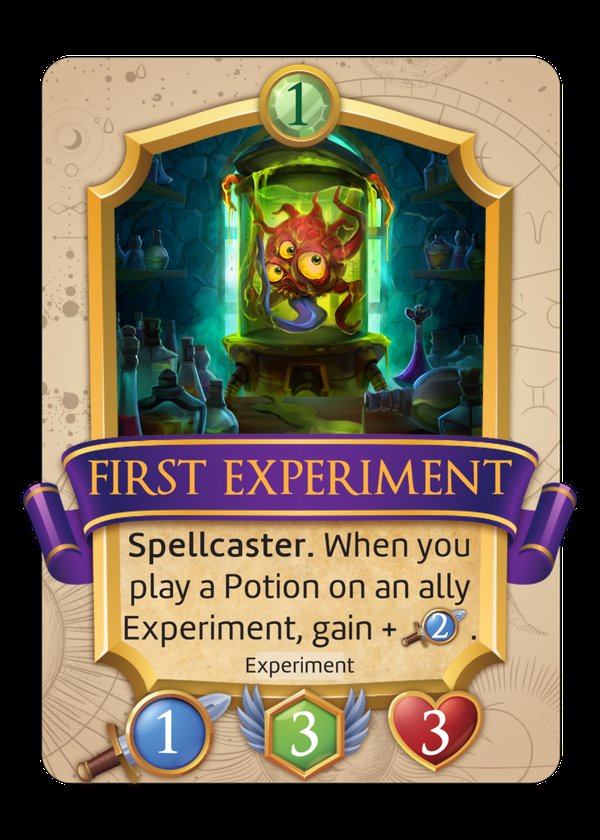 1
FIRST EXPERIMENT
Spellcaster. When you
play a Potion on an ally
Experiment, gain + 2 .
Experiment
1 3 3